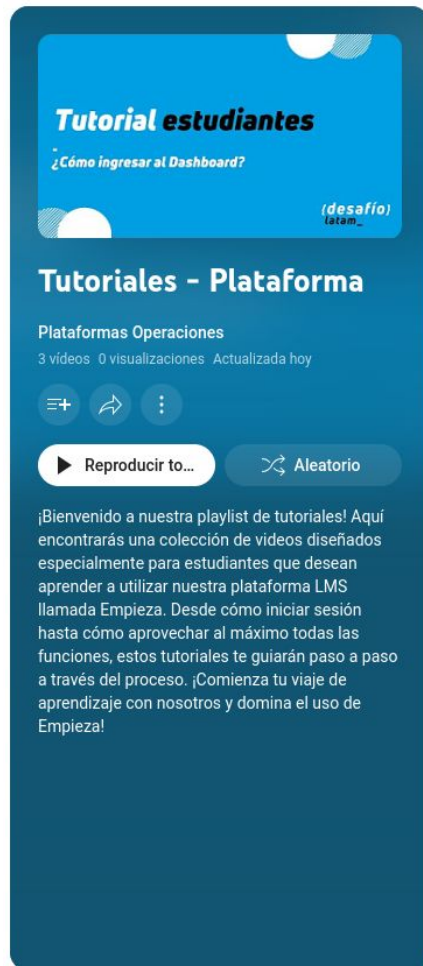 Tutorial estudiantes
-
¿Cómo ingresar al Dashboard?
{desafío}
latam_
Tutoriales - Plataforma
Plataformas Operaciones
3 vídeos 0 visualizaciones Actualizada hoy
Reproducir to... Aleatorio
¡Bienvenido a nuestra playlist de tutoriales! Aquí
encontrarás una colección de videos diseñados
especialmente para estudiantes que desean
aprender a utilizar nuestra plataforma LMS
llamada Empieza. Desde cómo iniciar sesión
hasta cómo aprovechar al máximo todas las
funciones, estos tutoriales te guiarán paso a paso
a través del proceso. ¡Comienza tu viaje de
aprendizaje con nosotros y domina el uso de
Empieza!